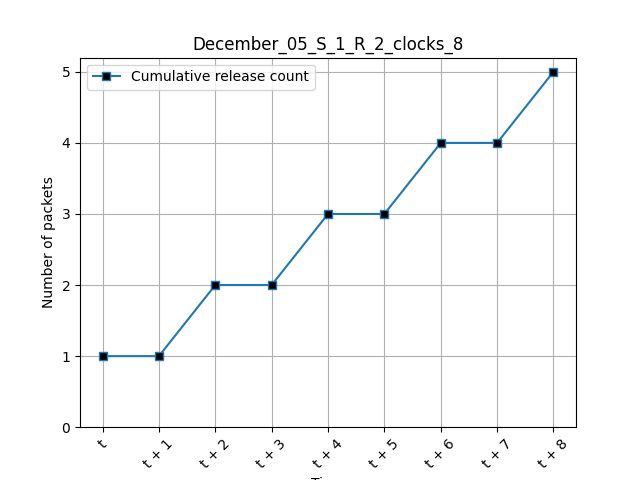 December_05_S_1_R_2_clocks_8
Cumulative release count
Number of packets
5
4
3
2
1
0
t
t + 1
t + 2
t + 3
t + 4
t + 5
t + 6
t + 7
t + 8